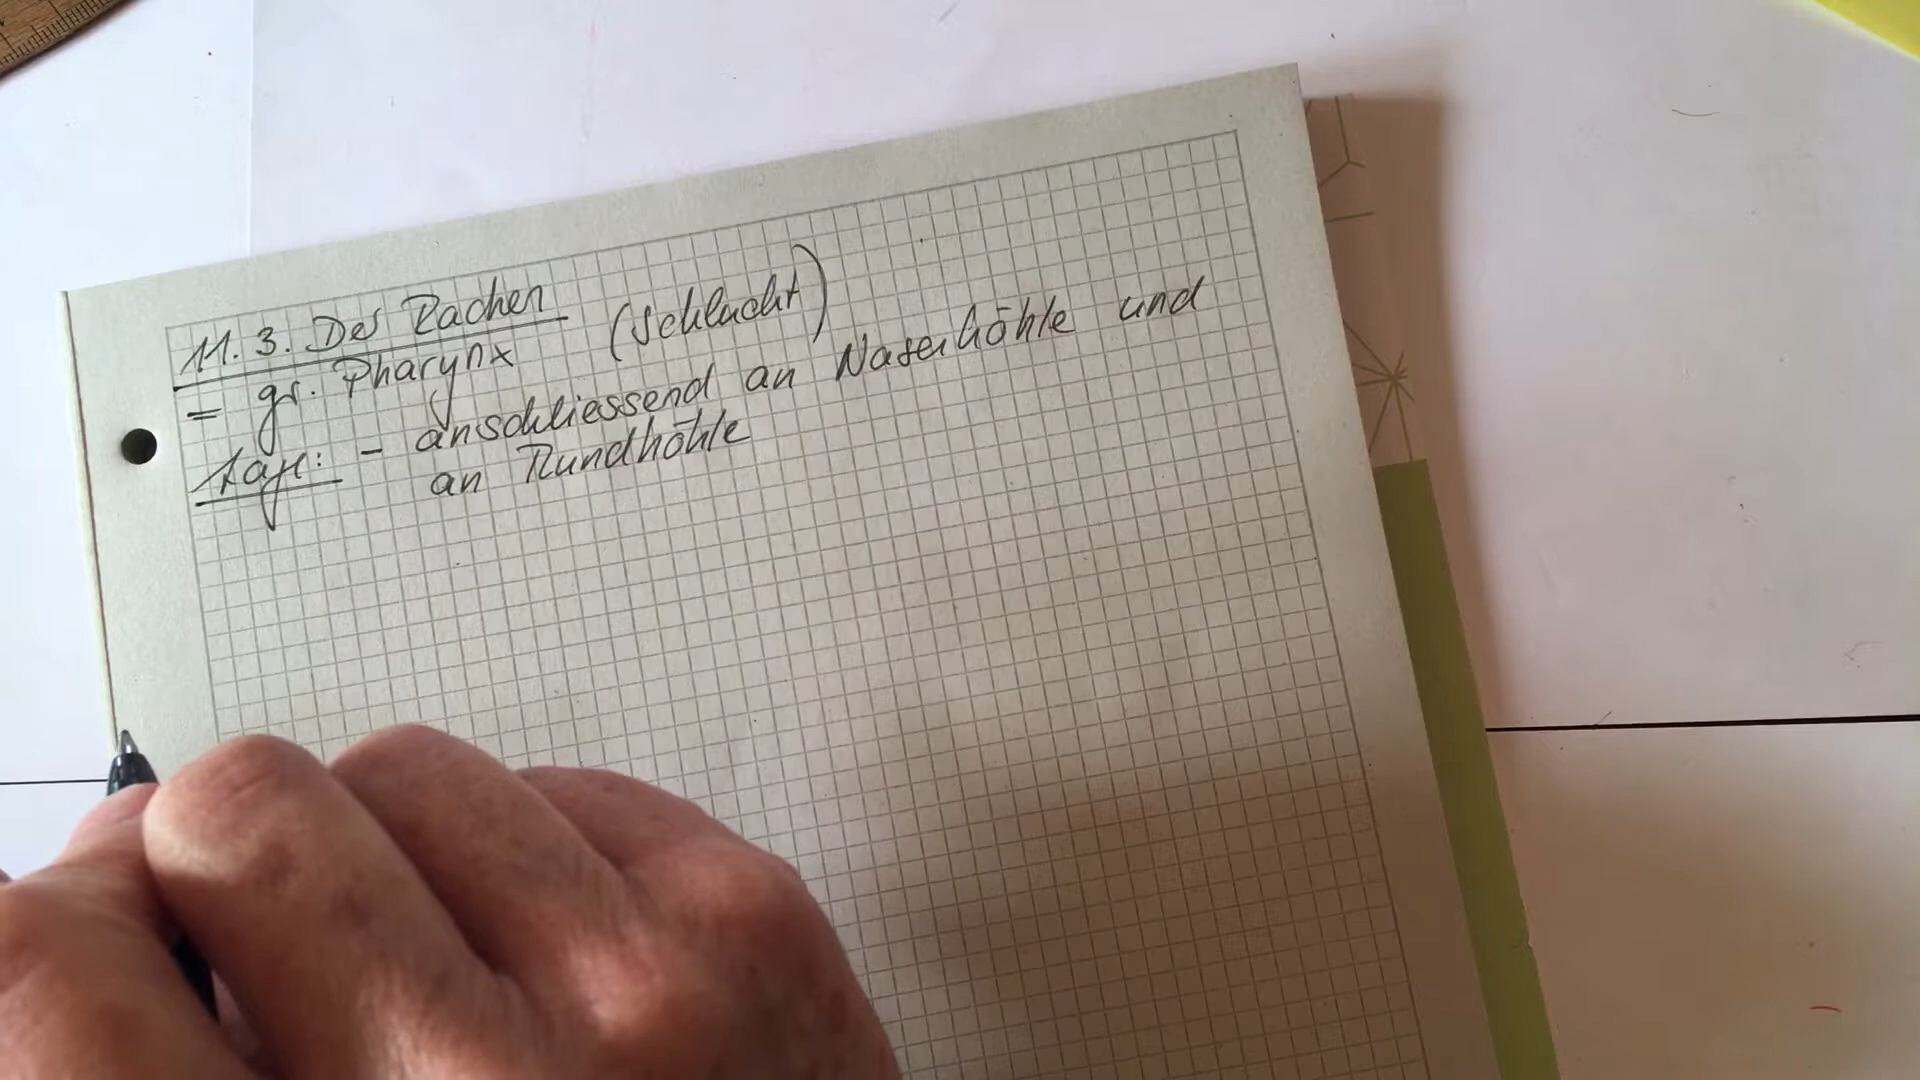 11. 3. Der Rachen
= gr. Pharynx (Schlucht)
Lage: - anschliessend an Nasenhöhle und
an Mundhöhle